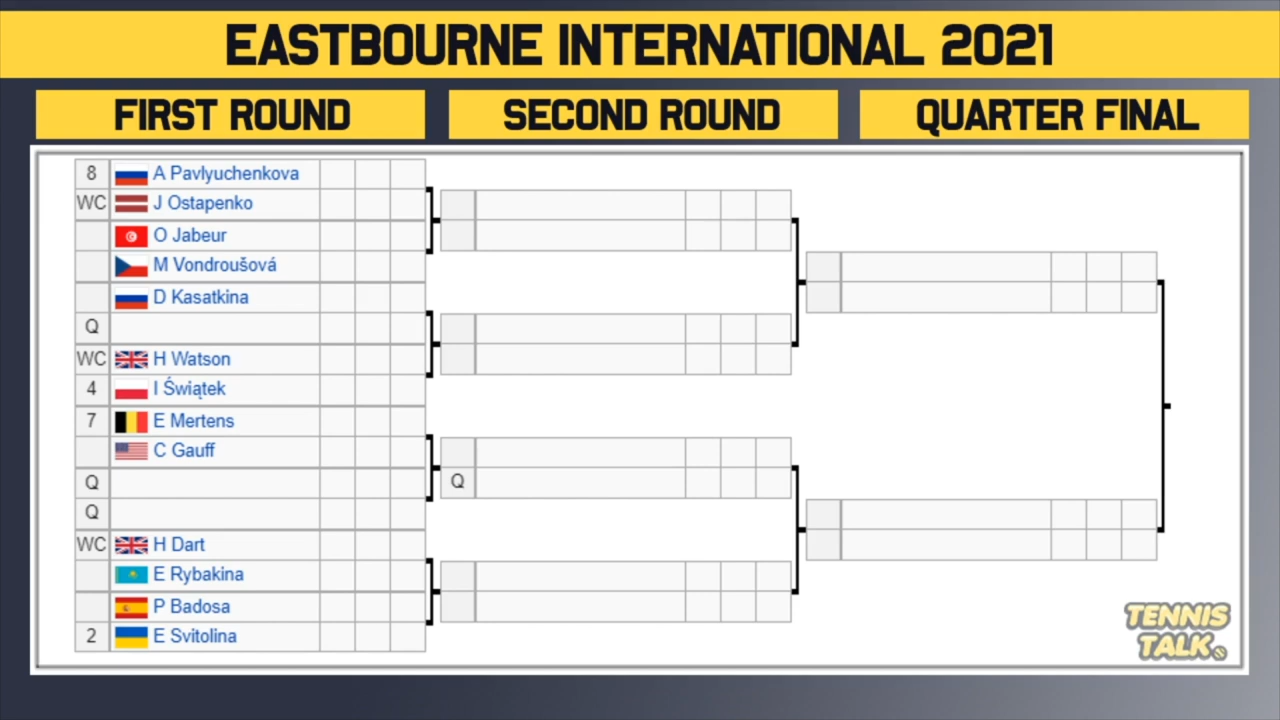 EASTBOURNE INTERNATIONAL 2021
FIRST ROUND
SECOND ROUND
QUARTER FINAL
8 A Pavlyuchenkova
WC J Ostapenko
O Jabeur
M Vondroušová
D Kasatkina
Q
WC H Watson
4 I Świątek
7 E Mertens
C Gauff
Q
Q
WC H Dart
E Rybakina
P Badosa
2 E Svitolina
Q
TENNIS
TALK